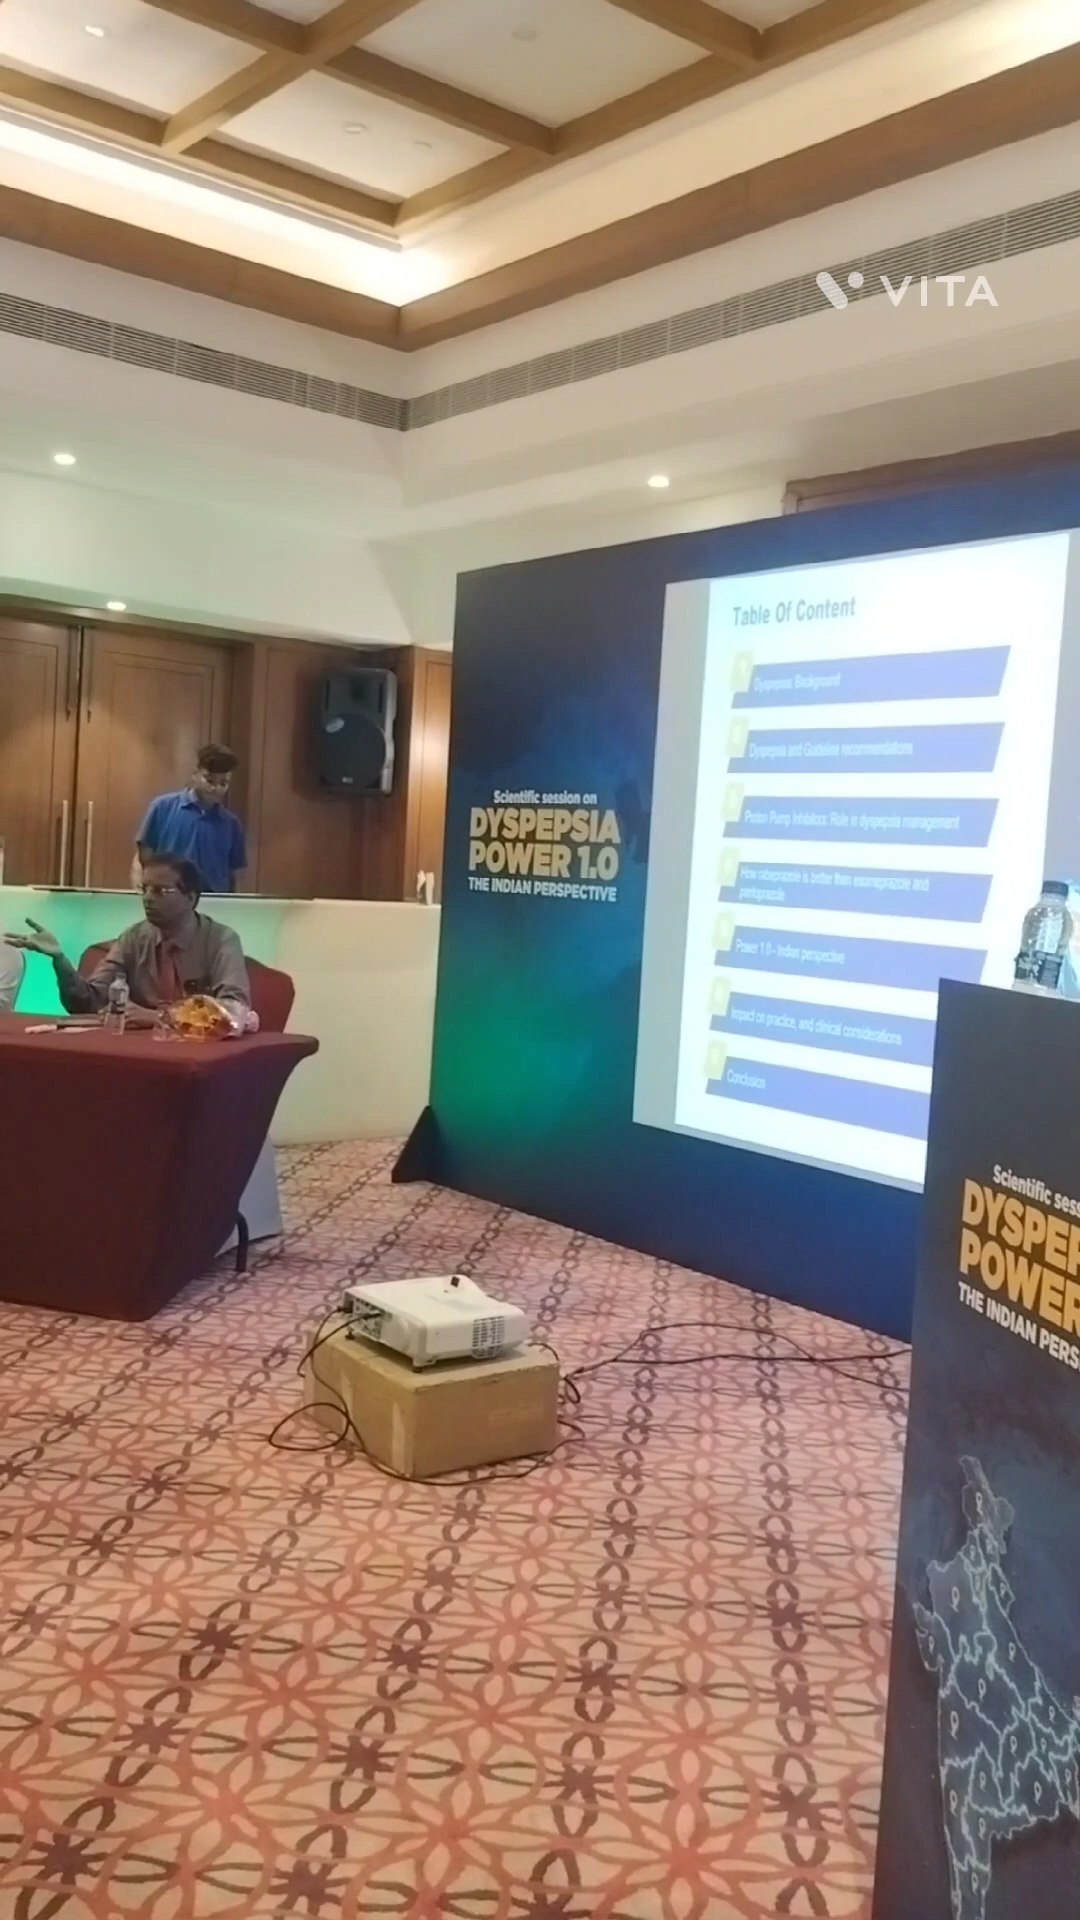 VITA
Table Of Content
Dyspepsia: Background
Dyspepsia and Guideline recommendations
Proton Pump Inhibitors: Role in dyspepsia management
How rabeprazole is better than esomeprazole and
pantoprazole
Power 1.0 - Indian perspective
Impact on practice, and clinical considerations
Conclusion
Scientific session on
DYSPEPSIA
POWER 1.0
THE INDIAN PERSPECTIVE
Scientific sess
DYSPEP
POWER
THE INDIAN PERS